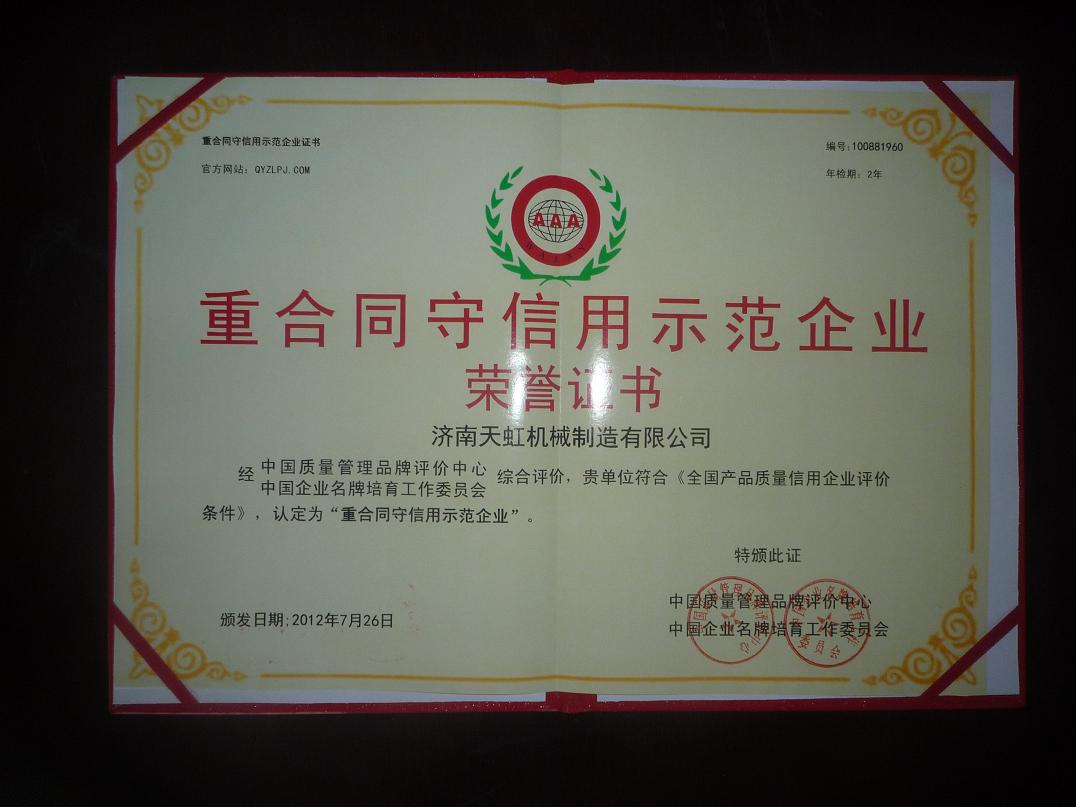 重合同守信用示范企业证书
官方网站：QYZLPJ.COM
编号：100881960
年检期：2年
AAA
重合同守信用示范企业
荣誉证书
济南天虹机械制造有限公司
经 中国质量管理品牌评价中心
中国企业名牌培育工作委员会 综合评价，贵单位符合《全国产品质量信用企业评价
条件》，认定为“重合同守信用示范企业”。
特颁此证
中国质量管理品牌评价中心
中国企业名牌培育工作委员会
颁发日期：2012年7月26日